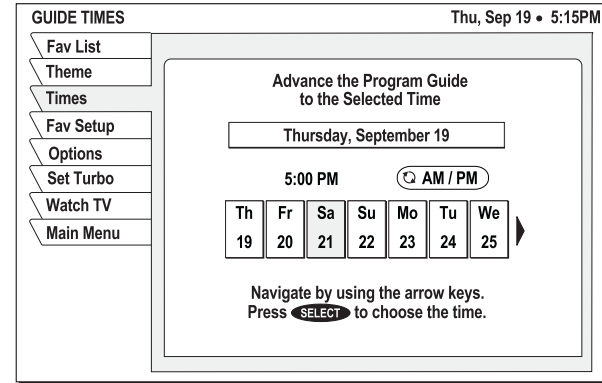 GUIDE TIMES
Thu, Sep 19 • 5:15PM
Fav List
Theme
Times
Fav Setup
Options
Set Turbo
Watch TV
Main Menu
Advance the Program Guide
to the Selected Time
Thursday, September 19
5:00 PM
AM / PM
Th Fr Sa Su Mo Tu We
19 20 21 22 23 24 25
Navigate by using the arrow keys.
Press SELECT to choose the time.